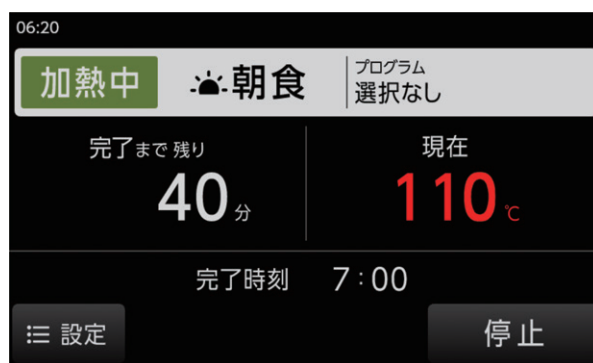 06:20
加熱中 朝食 プログラム
選択なし
完了まで 残り 現在
40分 110℃
完了時刻 7:00
設定 停止